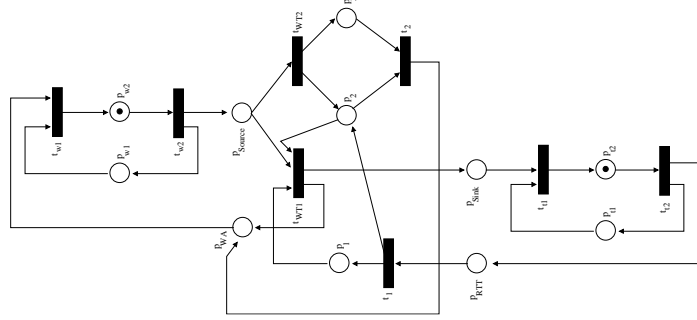 t_w1
p_w2
p_w1
t_w2
p_Source
t_WT2
t_2
p_2
t_WT1
p_WA
p_1
t_1
p_Sink
p_RTT
t_t1
p_t2
p_t1
t_t2